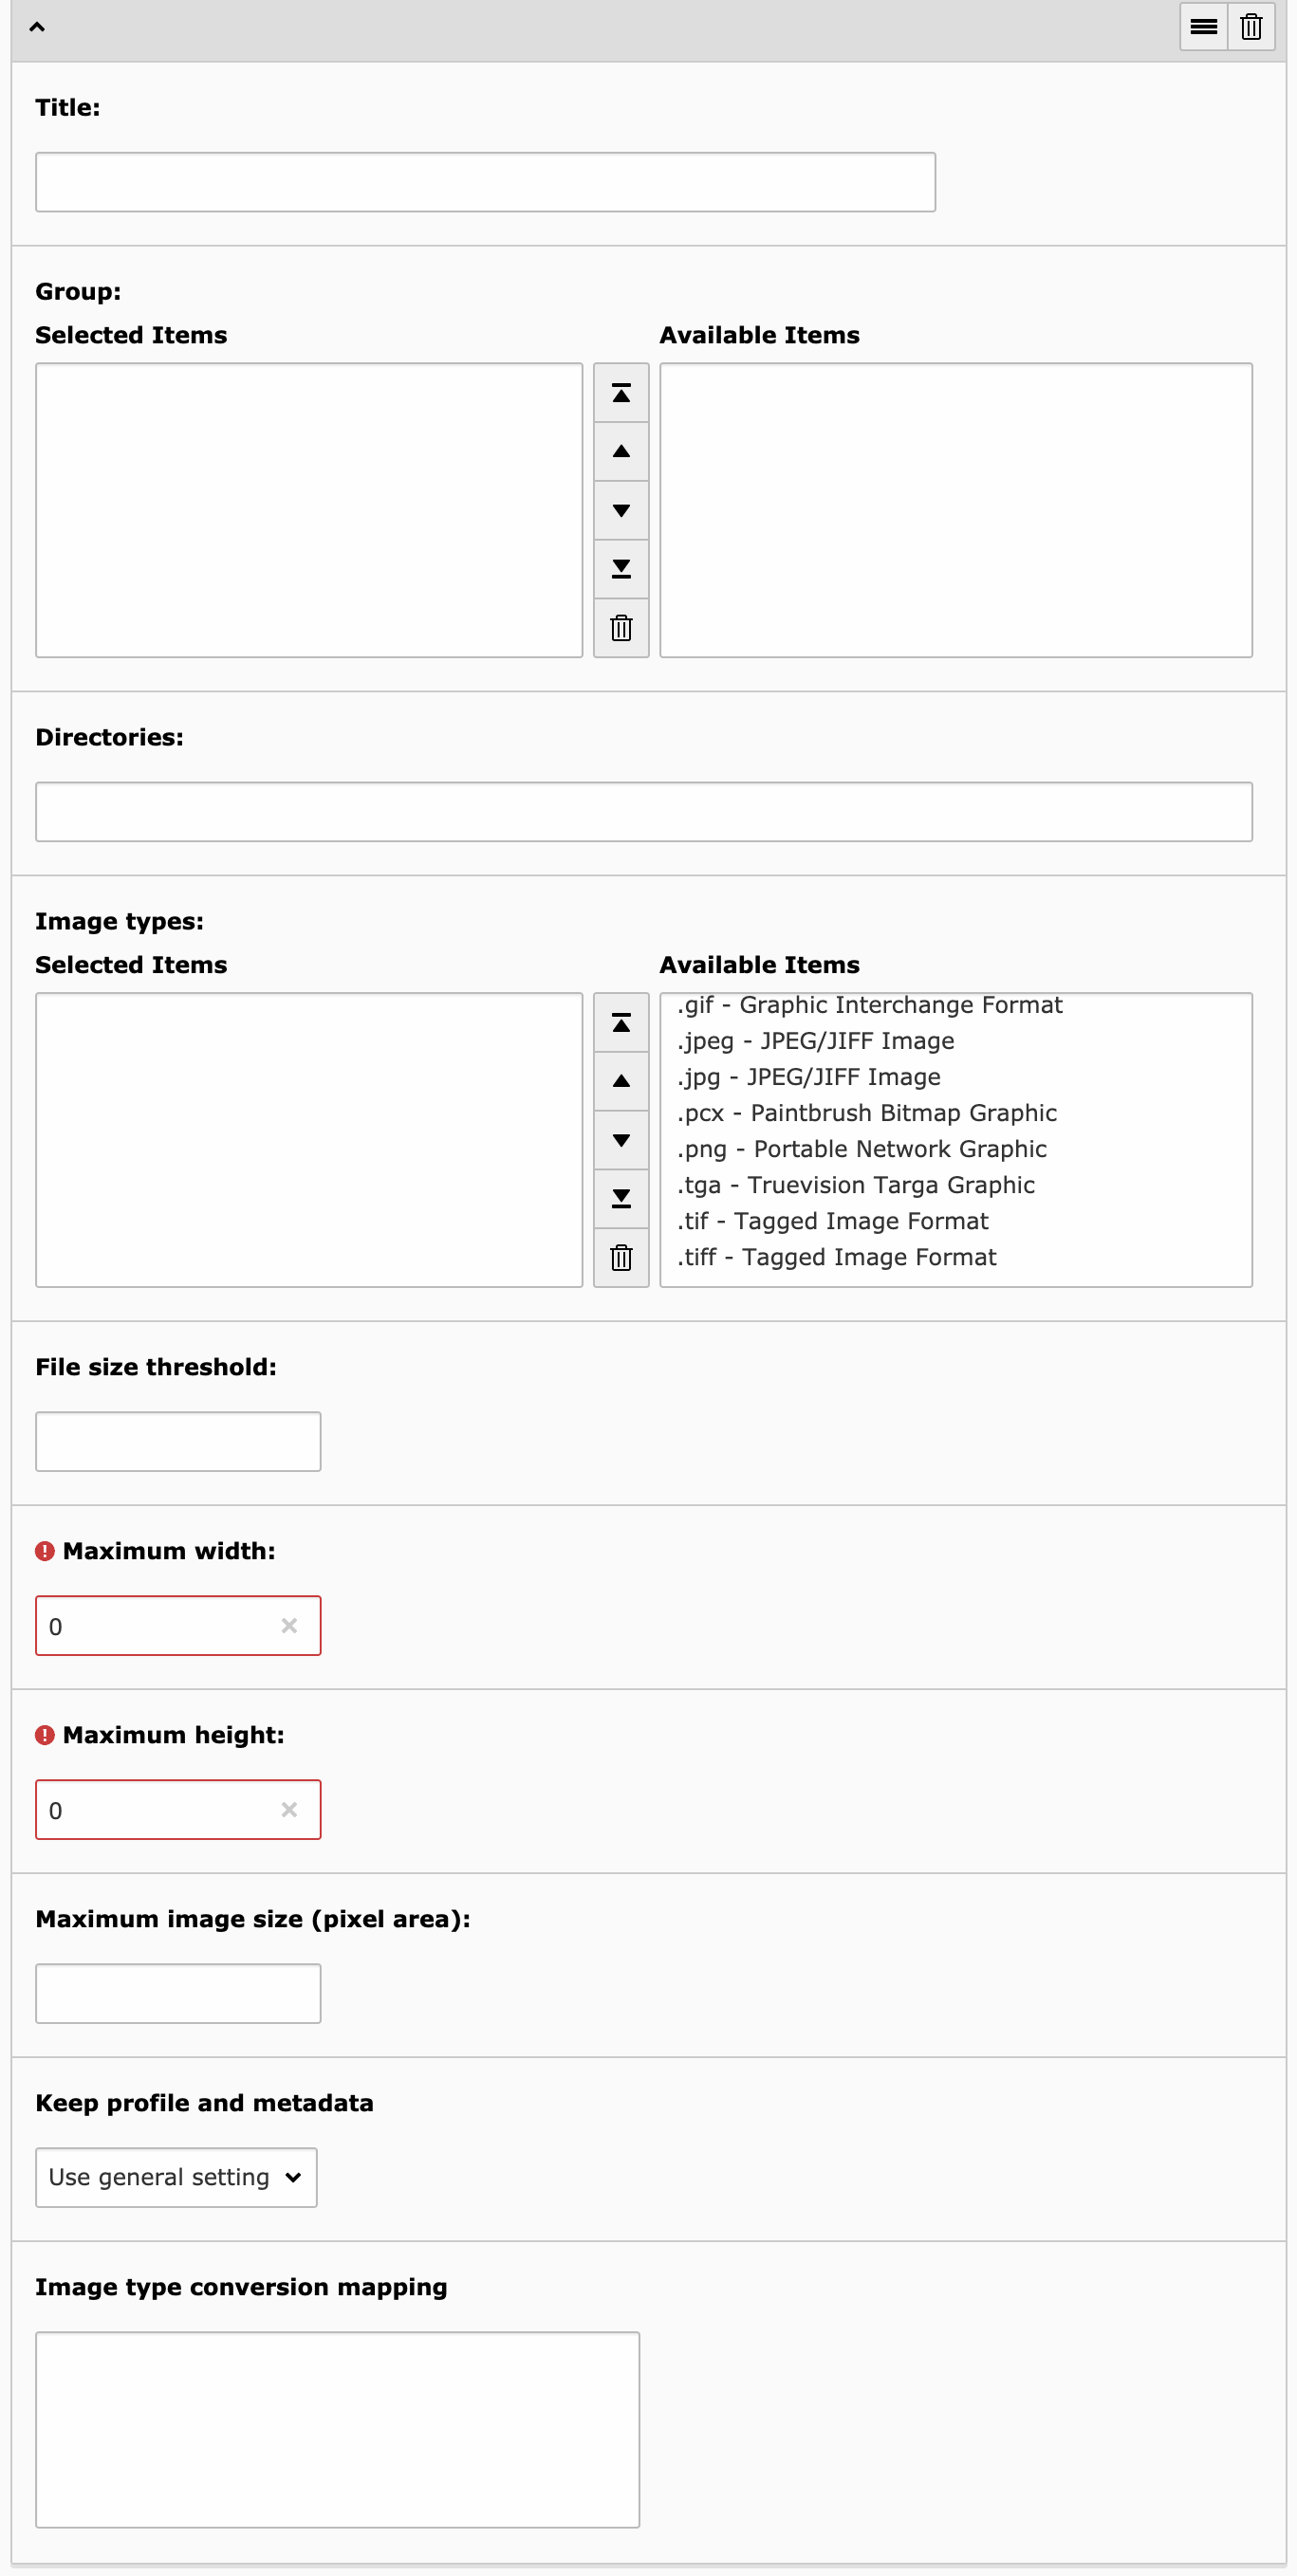 Title:
Group:
Selected Items
Available Items
Directories:
Image types:
Selected Items
Available Items
.gif - Graphic Interchange Format
.jpeg - JPEG/JIFF Image
.jpg - JPEG/JIFF Image
.pcx - Paintbrush Bitmap Graphic
.png - Portable Network Graphic
.tga - Truevision Targa Graphic
.tif - Tagged Image Format
.tiff - Tagged Image Format
File size threshold:
Maximum width:
0
Maximum height:
0
Maximum image size (pixel area):
Keep profile and metadata
Use general setting
Image type conversion mapping